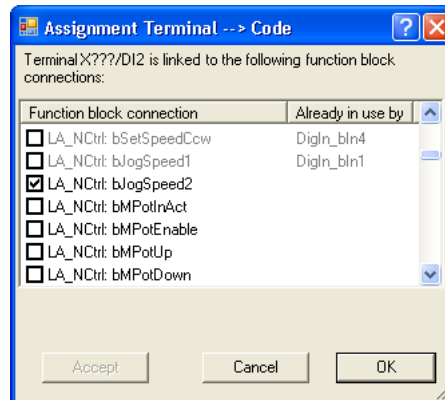 Assignment Terminal --> Code
Terminal X???/DI2 is linked to the following function block
connections:
Function block connection Already in use by
LA_NCtrl: bSetSpeedCcw DigIn_bIn4
LA_NCtrl: bJogSpeed1 DigIn_bIn1
LA_NCtrl: bJogSpeed2
LA_NCtrl: bMPotInAct
LA_NCtrl: bMPotEnable
LA_NCtrl: bMPotUp
LA_NCtrl: bMPotDown
Accept Cancel OK